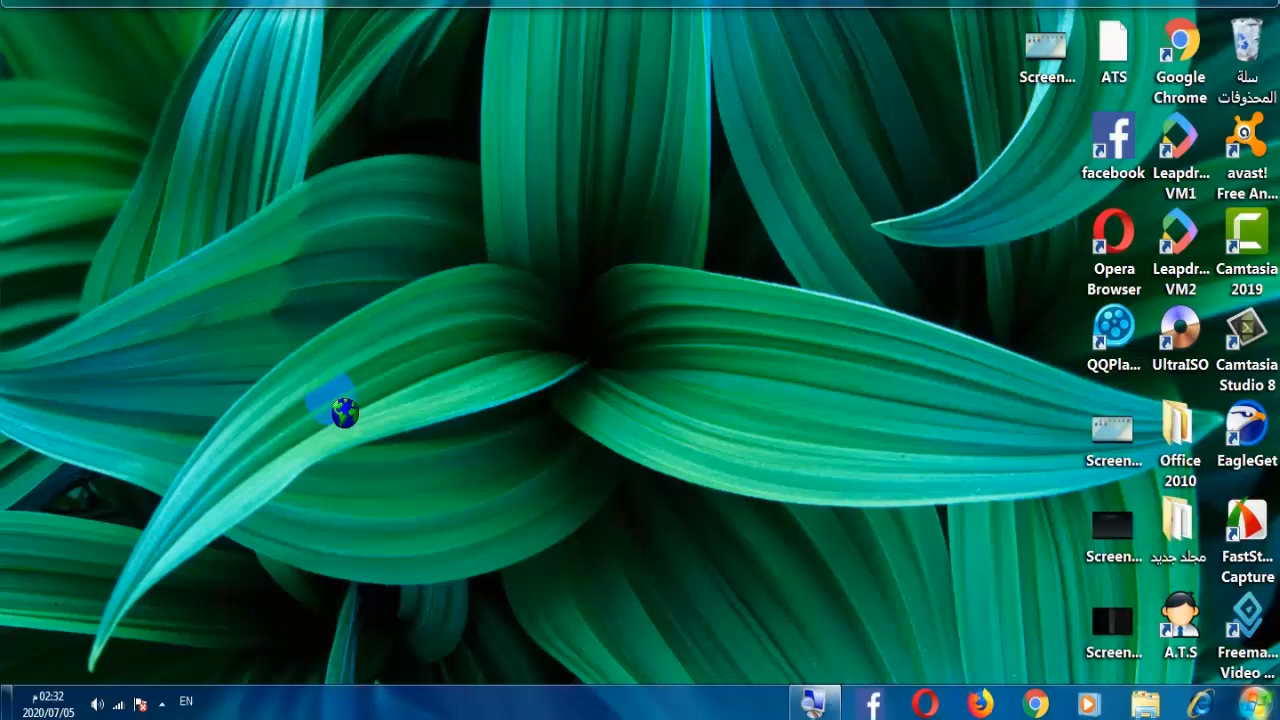 سلة
المحذوفات
Google
Chrome
ATS
Screen...
avast!
Free An...
Leapdr...
VM1
facebook
Camtasia
2019
Leapdr...
VM2
Opera
Browser
Camtasia
Studio 8
UltraISO
QQPla...
EagleGet
Office
2010
Screen...
FastSt...
Capture
مجلد جديد
Screen...
Freema...
Video ...
A.T.S
Screen...
EN
02:32 م
2020/07/05